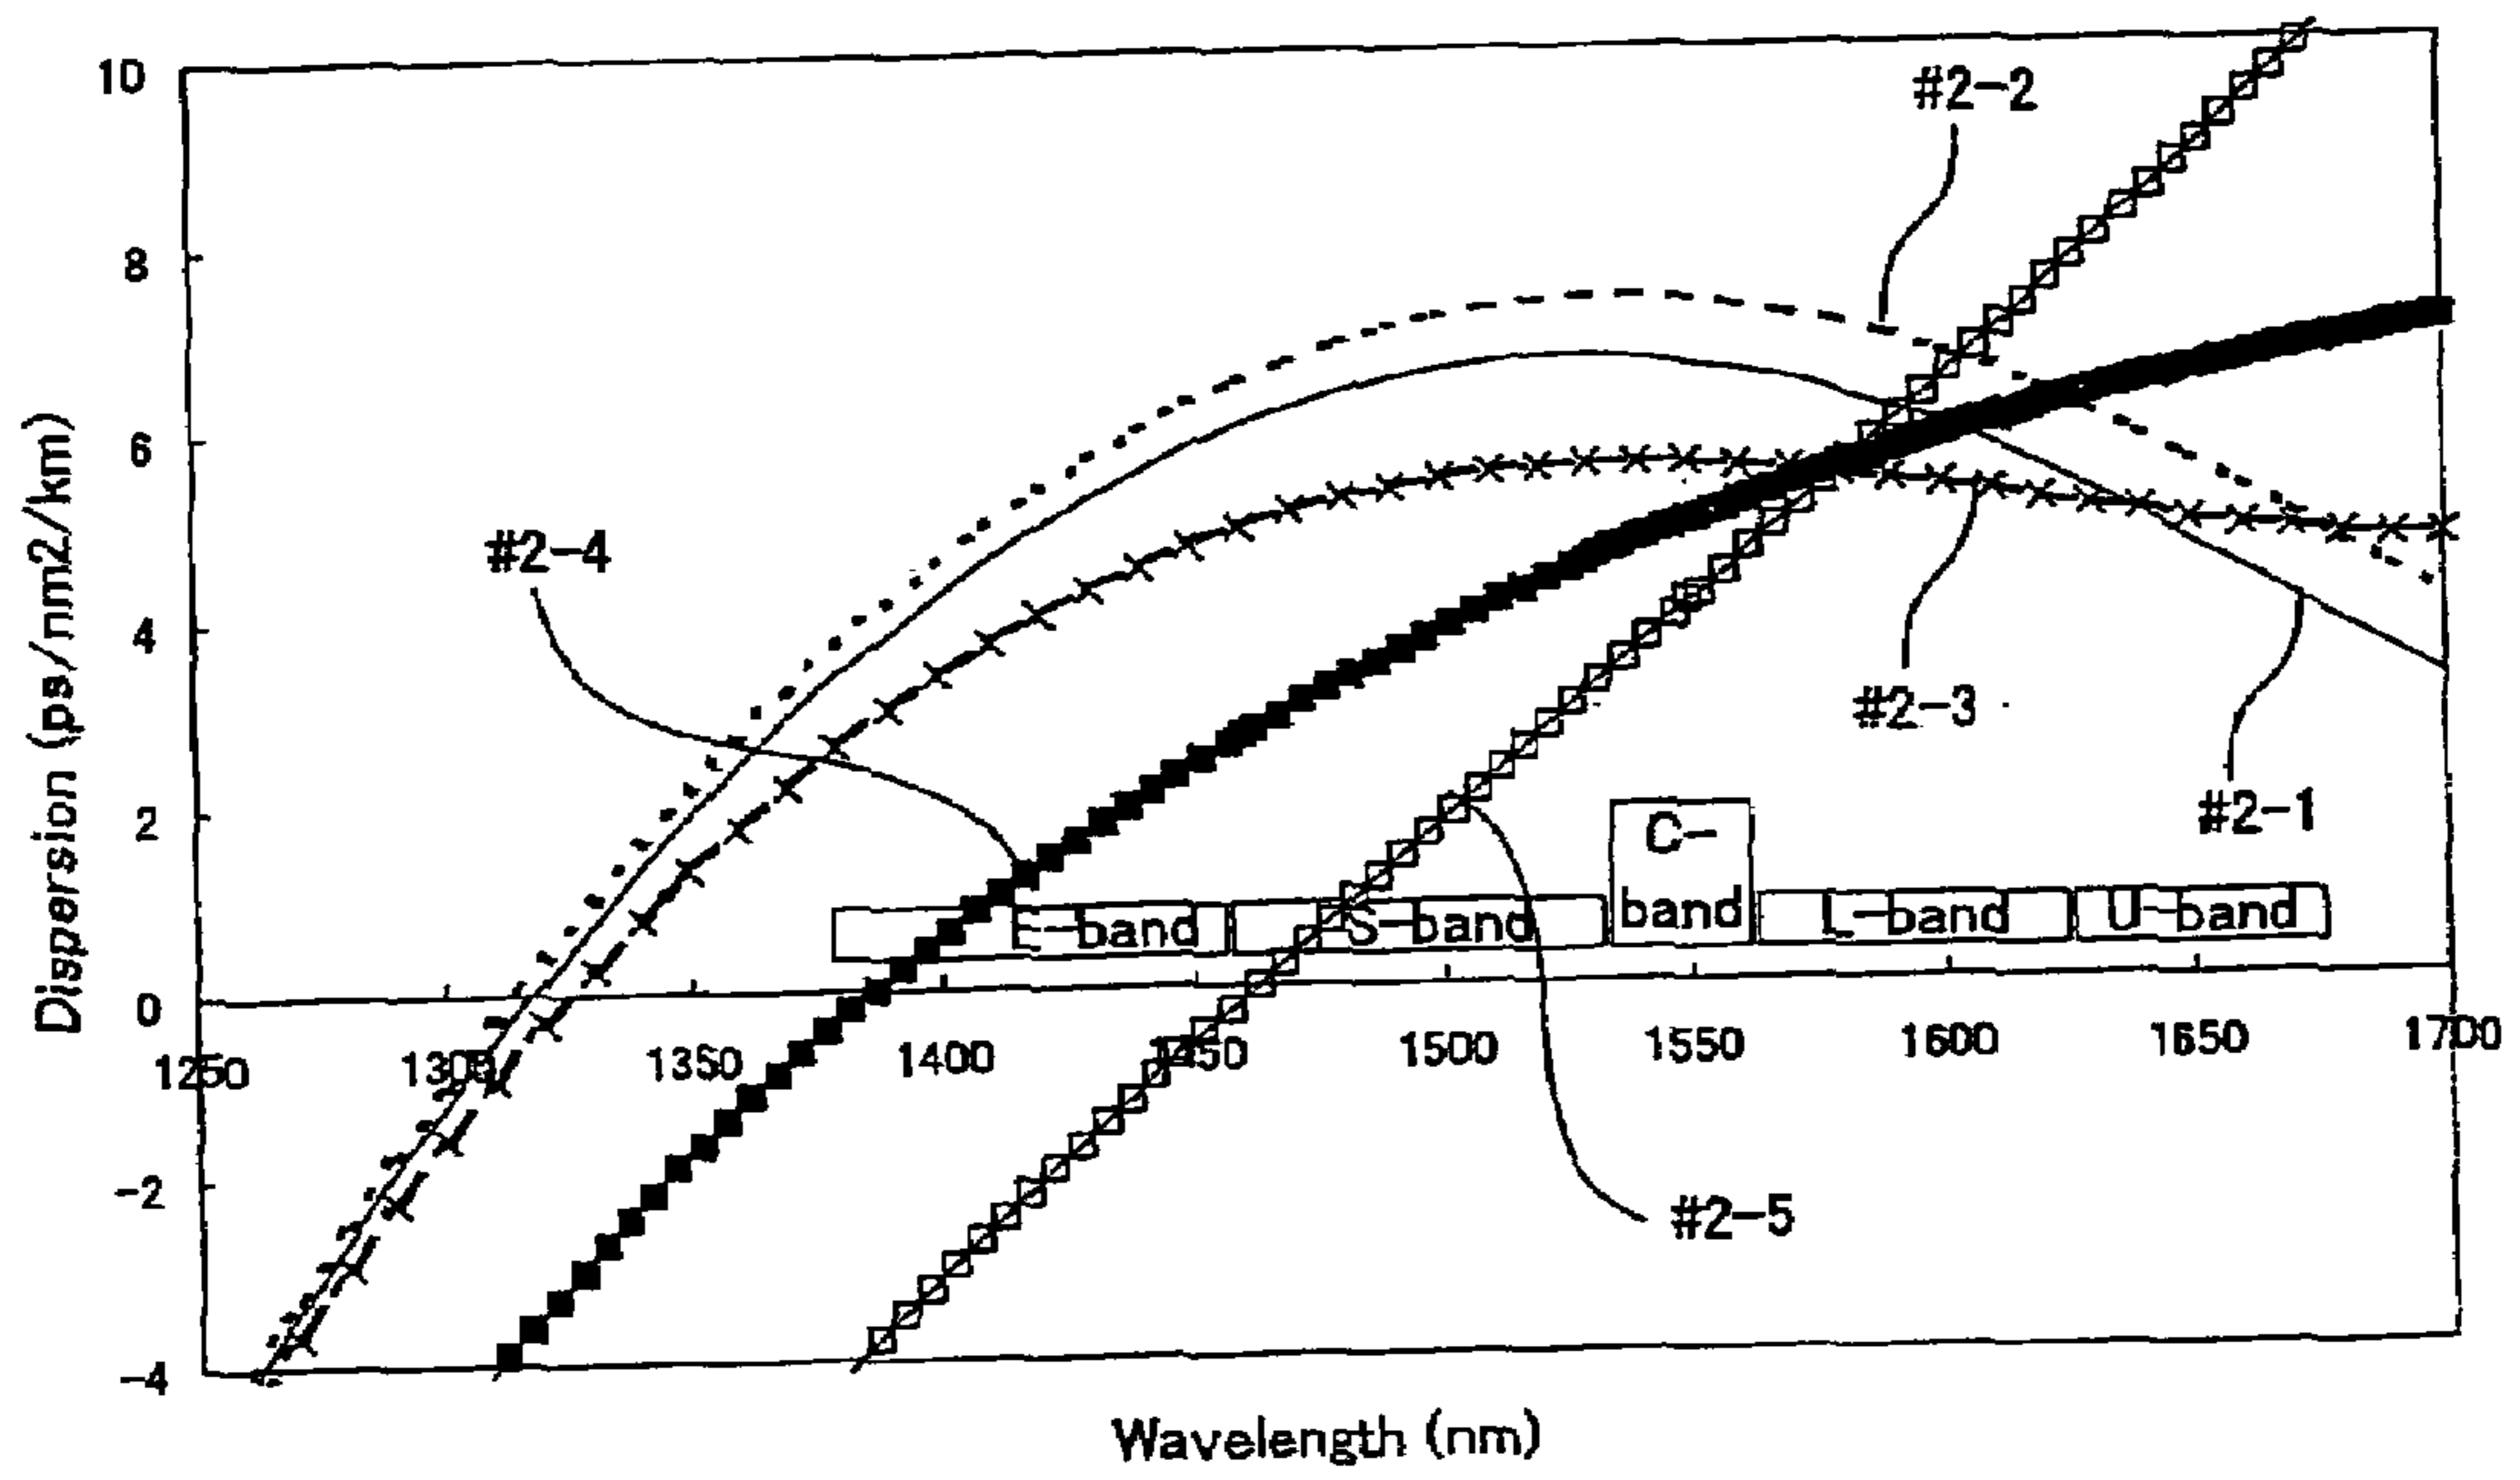 10
#2-2
8
6
#2-4
4
#2-3
#2-1
2
C-
band
E-band
S-band
L-band
U-band
0
1250
1300
1350
1400
1450
1500
1550
1600
1650
1700
-2
#2-5
-4
Dispersion (ps/nm2/km)
Wavelength (nm)